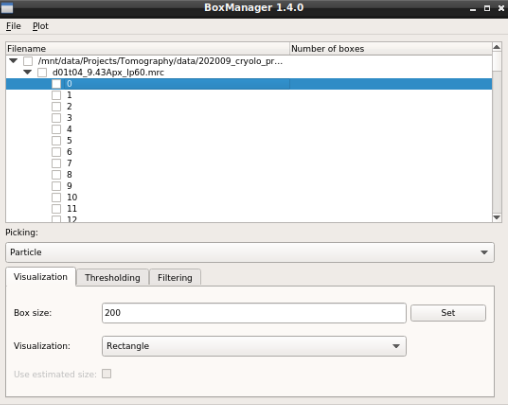 BoxManager 1.4.0
File Plot
Filename Number of boxes
/mnt/data/Projects/Tomography/data/202009_cryolo_pr...
d01t04_9.43Apx_lp60.mrc
0
1
2
3
4
5
6
7
8
9
10
11
12
Picking:
Particle
Visualization Thresholding Filtering
Box size: 200 Set
Visualization: Rectangle
Use estimated size: